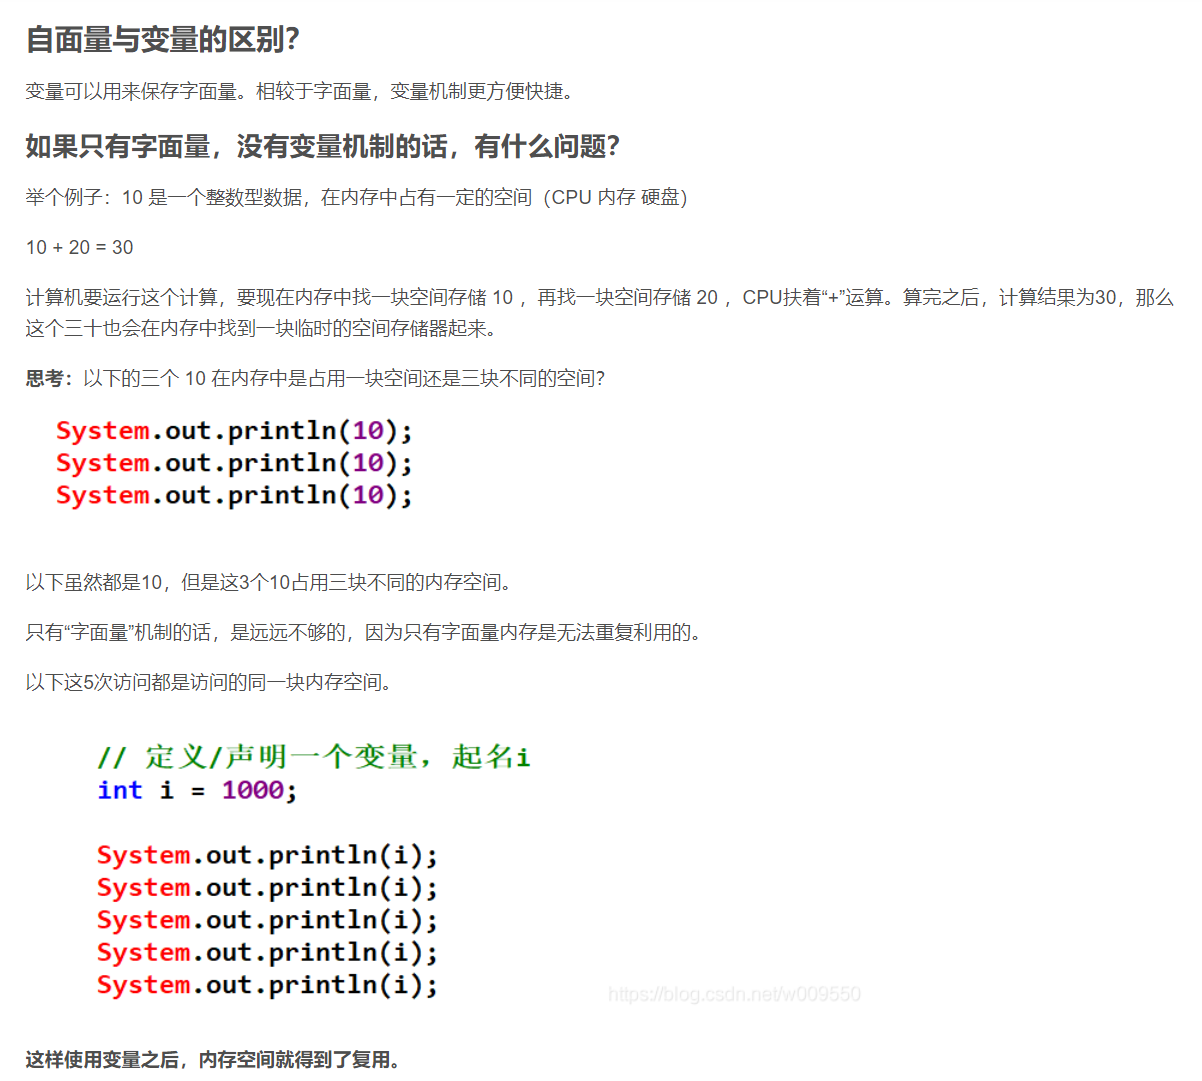 自面量与变量的区别？
变量可以用来保存字面量。相较于字面量，变量机制更方便快捷。
如果只有字面量，没有变量机制的话，有什么问题？
举个例子：10 是一个整数型数据，在内存中占有一定的空间（CPU 内存 硬盘）
10 + 20 = 30
计算机要运行这个计算，要现在内存中找一块空间存储 10 ，再找一块空间存储 20 ，CPU扶着“+”运算。算完之后，计算结果为30，那么
这个三十也会在内存中找到一块临时的空间存储器起来。
思考：以下的三个 10 在内存中是占用一块空间还是三块不同的空间？
System.out.println(10);
System.out.println(10);
System.out.println(10);
以下虽然都是10，但是这3个10占用三块不同的内存空间。
只有“字面量”机制的话，是远远不够的，因为只有字面量内存是无法重复利用的。
以下这5次访问都是访问的同一块内存空间。
// 定义/声明一个变量，起名i
int i = 1000;
System.out.println(i);
System.out.println(i);
System.out.println(i);
System.out.println(i);
System.out.println(i);
https://blog.csdn.net/w009550
这样使用变量之后，内存空间就得到了复用。